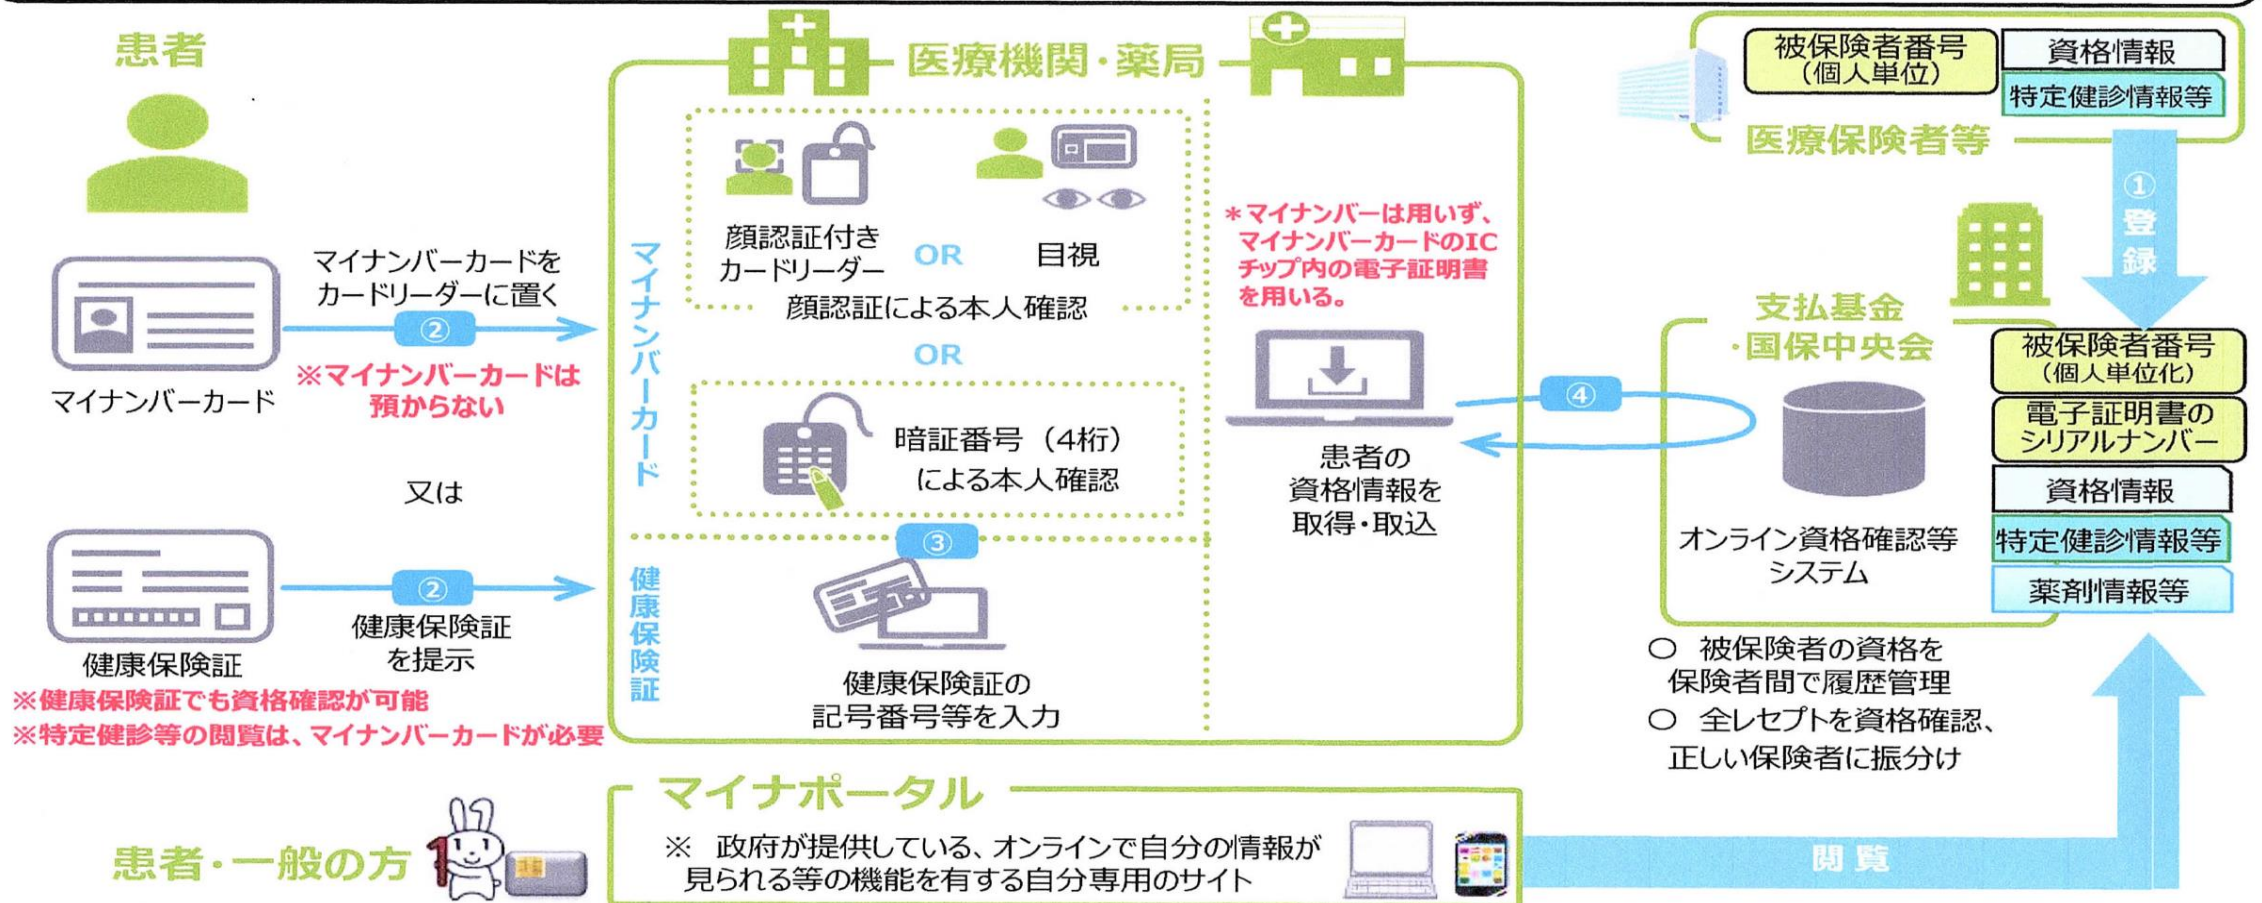 患者
マイナンバーカードを
カードリーダーに置く
②
※マイナンバーカードは
預からない
マイナンバーカード
又は
②
健康保険証
を提示
健康保険証
※健康保険証でも資格確認が可能
※特定健診等の閲覧は、マイナンバーカードが必要
医療機関・薬局
マイナンバーカード
顔認証付き
カードリーダー
OR
目視
顔認証による本人確認
OR
暗証番号（4桁）
による本人確認
③
健康保険証
健康保険証の
記号番号等を入力
＊マイナンバーは用いず、
マイナンバーカードのIC
チップ内の電子証明書
を用いる。
患者の
資格情報を
取得・取込
④
被保険者番号
（個人単位）
資格情報
特定健診情報等
医療保険者等
①
登
録
支払基金
・国保中央会
オンライン資格確認等
システム
被保険者番号
（個人単位化）
電子証明書の
シリアルナンバー
資格情報
特定健診情報等
薬剤情報等
○ 被保険者の資格を
保険者間で履歴管理
○ 全レセプトを資格確認、
正しい保険者に振分け
患者・一般の方
1
マイナポータル
※ 政府が提供している、オンラインで自分の情報が
見られる等の機能を有する自分専用のサイト
閲覧